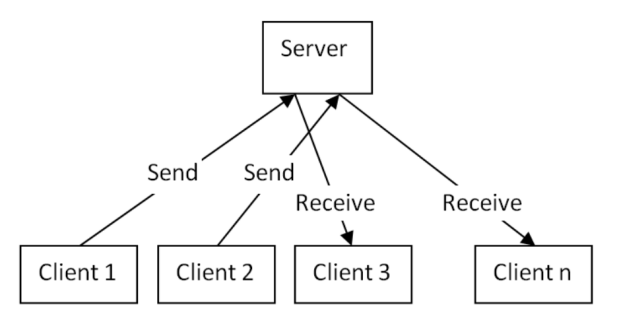 Server
Send
Send
Receive
Receive
Client 1
Client 2
Client 3
Client n